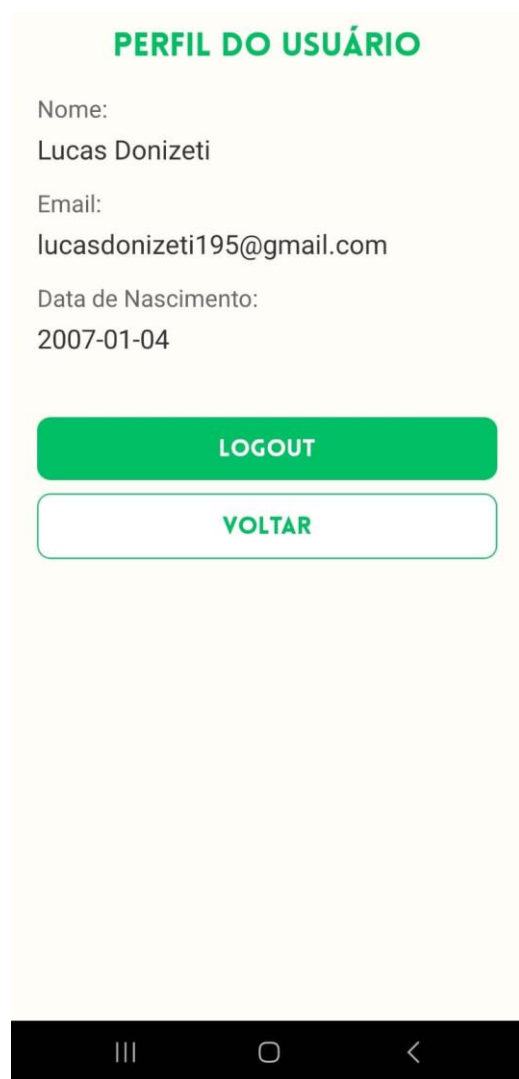 PERFIL DO USUÁRIO
Nome:
Lucas Donizeti
Email:
lucasdonizeti195@gmail.com
Data de Nascimento:
2007-01-04
LOGOUT
VOLTAR